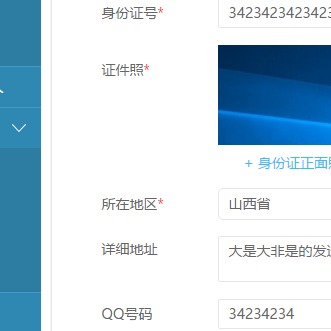 身份证号* 342342342342
证件照*
+ 身份证正面
所在地区* 山西省
详细地址 大是大非是的发
QQ号码 34234234